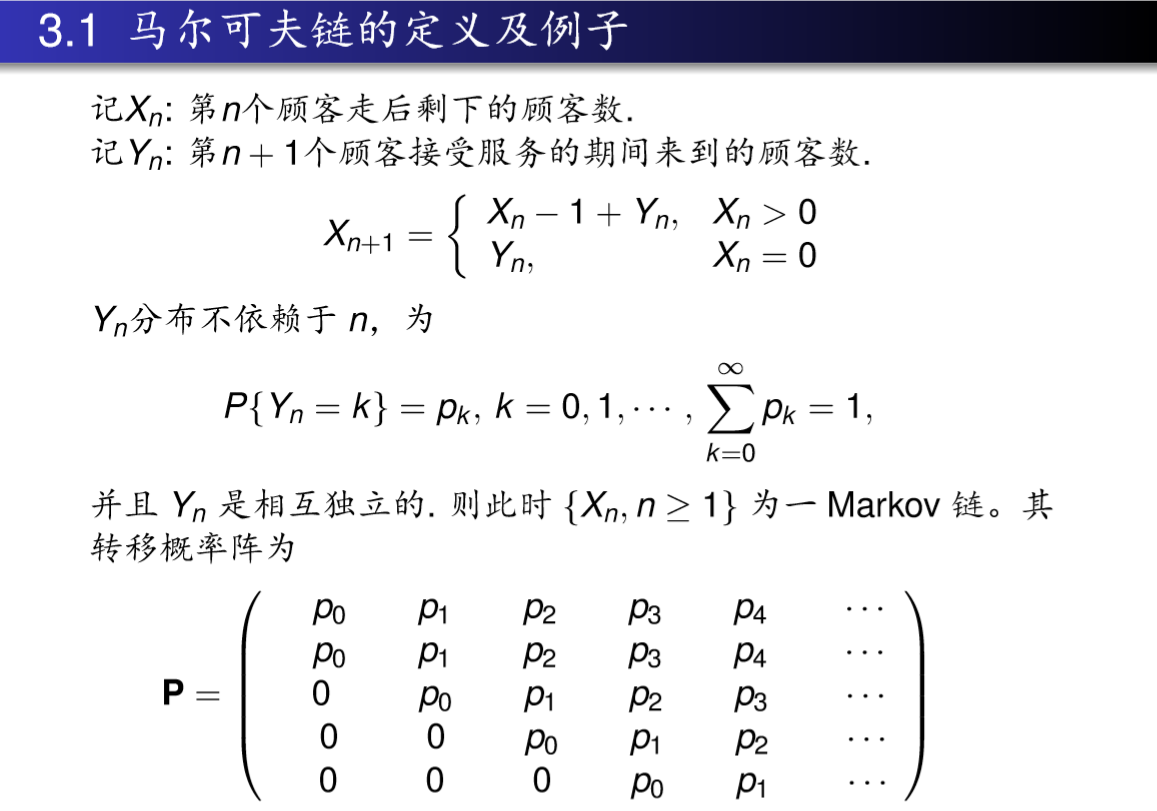 3.1 马尔可夫链的定义及例子
记Xₙ: 第n个顾客走后剩下的顾客数.
记Yₙ: 第n + 1个顾客接受服务的期间来到的顾客数.
Xₙ₊₁ = { Xₙ − 1 + Yₙ, Xₙ > 0
Yₙ, Xₙ = 0
Yₙ分布不依赖于 n，为
P{Yₙ = k} = pₖ, k = 0, 1, ⋯ , ∑_{k=0}^{∞} pₖ = 1,
并且 Yₙ 是相互独立的. 则此时 {Xₙ, n ≥ 1} 为一 Markov 链。其
转移概率阵为
P = (
p₀ p₁ p₂ p₃ p₄ ⋯
p₀ p₁ p₂ p₃ p₄ ⋯
0 p₀ p₁ p₂ p₃ ⋯
0 0 p₀ p₁ p₂ ⋯
0 0 0 p₀ p₁ ⋯
)